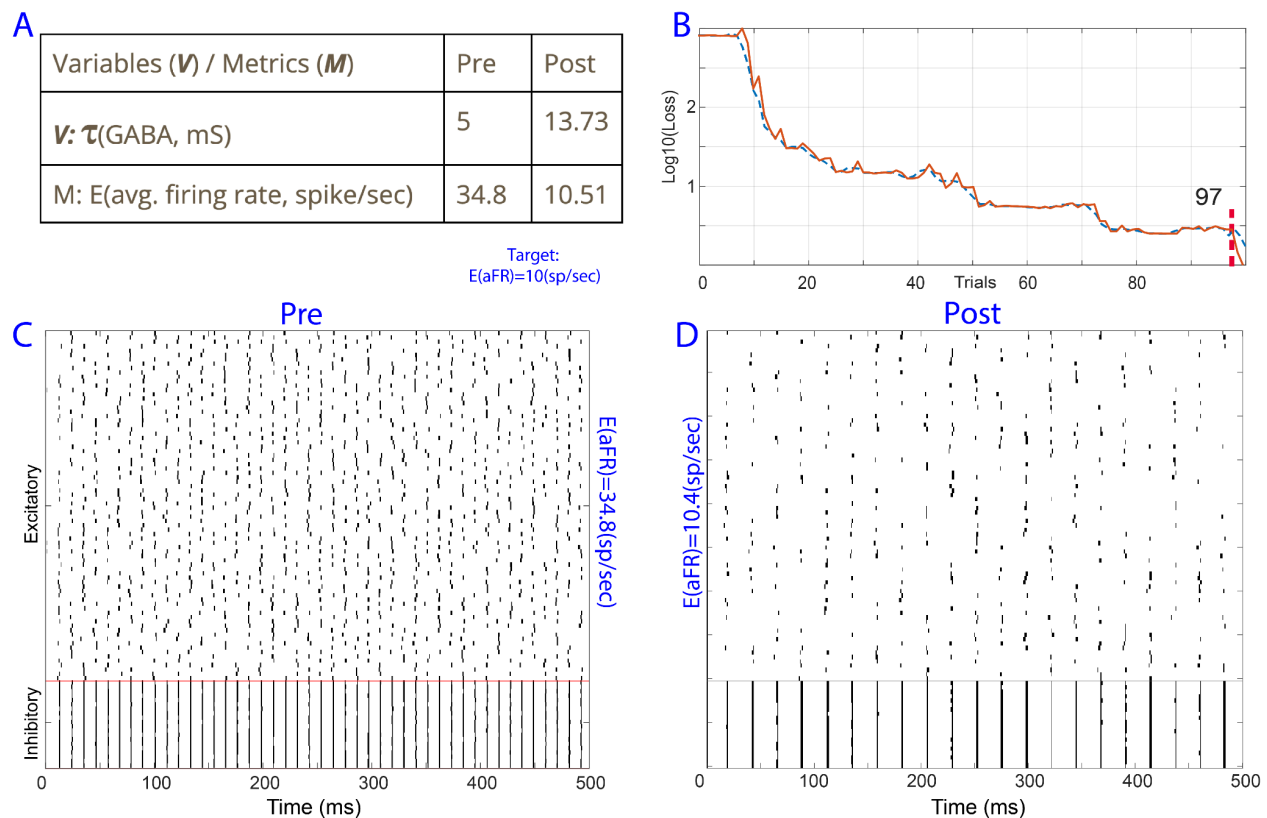 A
Variables (V) / Metrics (M) Pre Post
V: τ(GABA, mS) 5 13.73
M: E(avg. firing rate, spike/sec) 34.8 10.51
Target:
E(aFR)=10(sp/sec)
B
Log10(Loss)
2
1
97
0 20 40 60 80
Trials
C
Pre
Excitatory
Inhibitory
E(aFR)=34.8(sp/sec)
0 100 200 300 400 500
Time (ms)
D
Post
E(aFR)=10.4(sp/sec)
0 100 200 300 400 500
Time (ms)